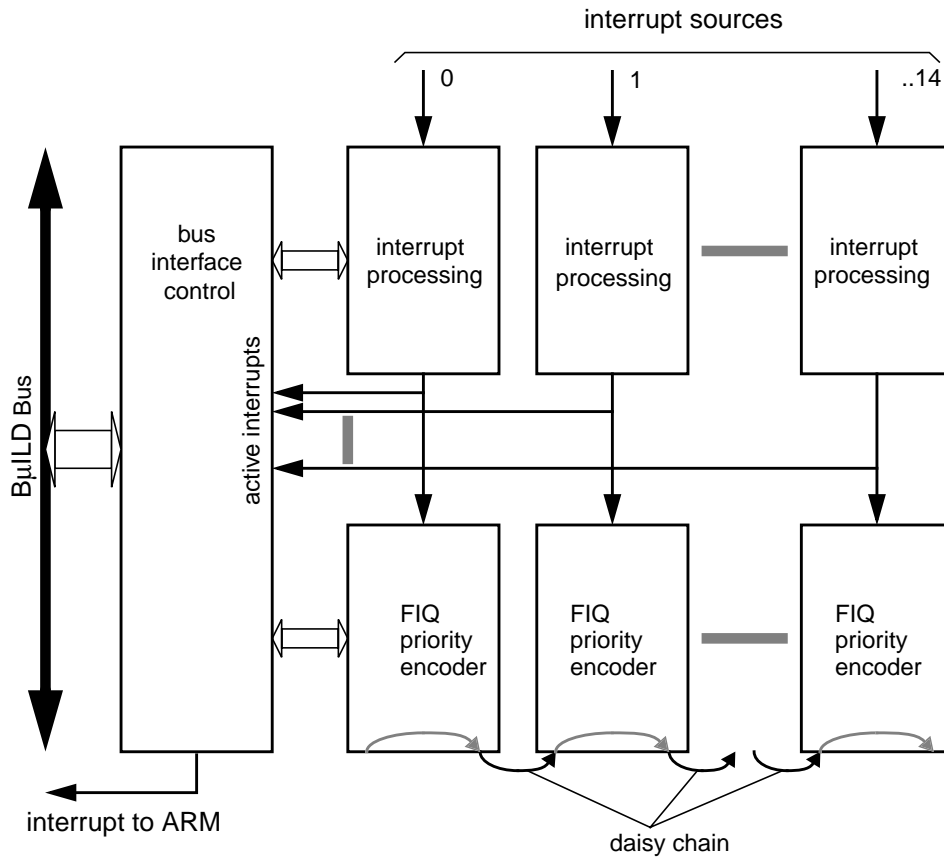 interrupt sources
0
1
..14
bus
interface
control
interrupt
processing
interrupt
processing
interrupt
processing
active interrupts
BμILD Bus
FIQ
priority
encoder
FIQ
priority
encoder
FIQ
priority
encoder
interrupt to ARM
daisy chain